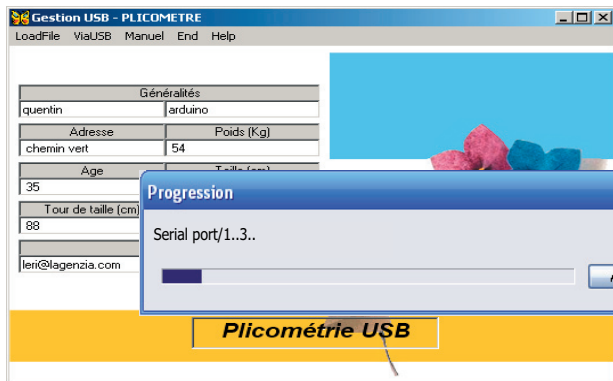 Gestion USB - PLICOMETRE
LoadFile ViaUSB Manuel End Help
Généralités
quentin arduino
Adresse Poids (Kg)
chemin vert 54
Age
35
Tour de taille (cm)
88
leri@lagenzia.com
Progression
Serial port/1..3..
Plicométrie USB